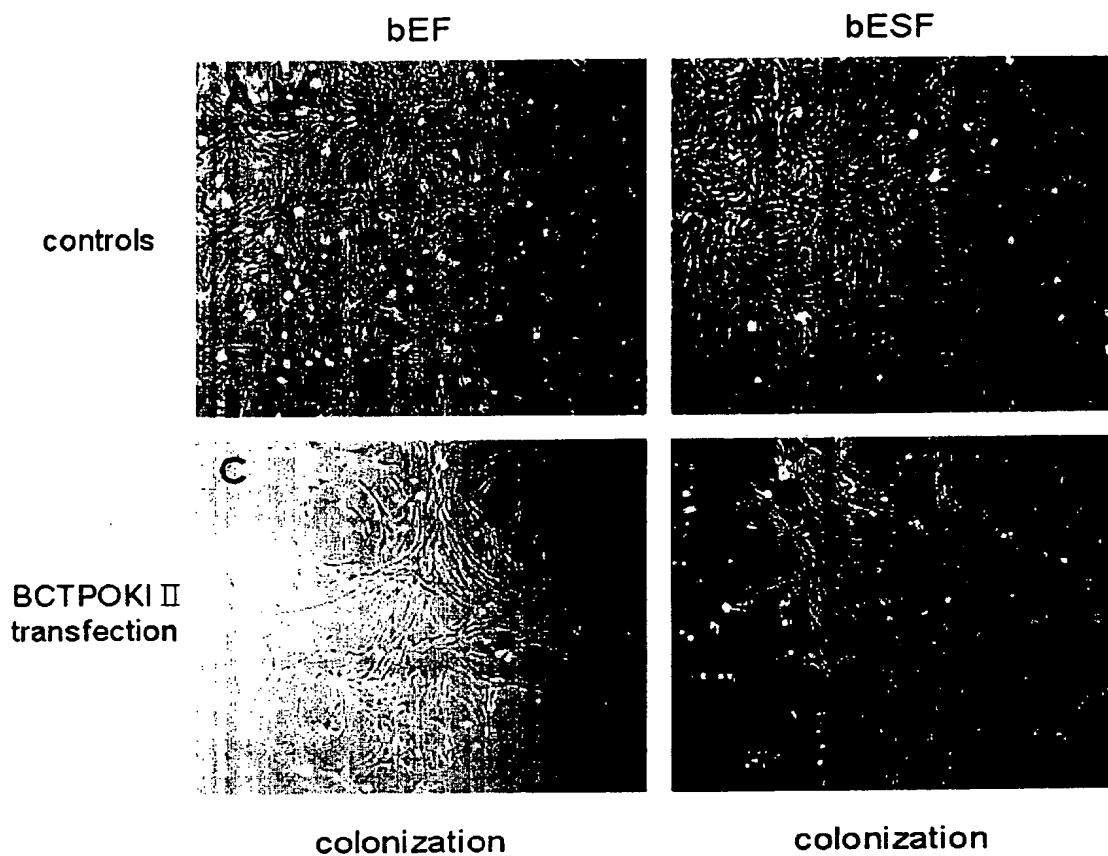 bEF
bESF
controls
C
BCTPOKI II
transfection
colonization
colonization